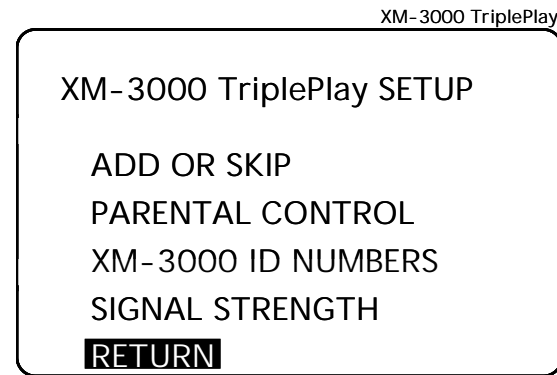 XM-3000 TriplePlay
XM-3000 TriplePlay SETUP
ADD OR SKIP
PARENTAL CONTROL
XM-3000 ID NUMBERS
SIGNAL STRENGTH
RETURN